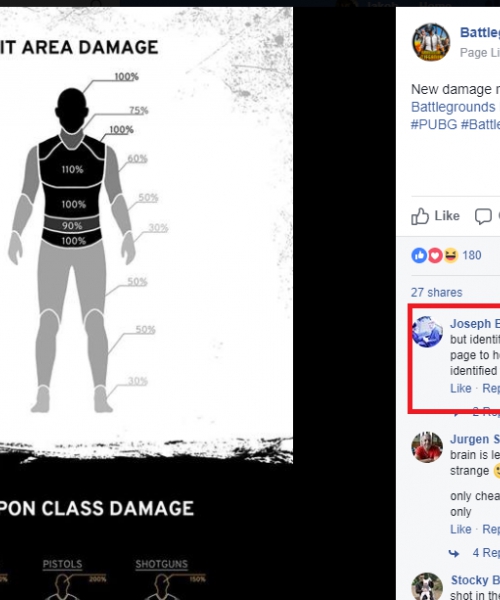 IT AREA DAMAGE
100%
75%
100%
60%
110%
100%
50%
90%
30%
100%
50%
50%
30%
PON CLASS DAMAGE
PISTOLS
200%
SHOTGUNS
150%
Battleg
Page Li
New damage
Battlegrounds
#PUBG #Battle
Like
180
27 shares
Joseph E
but identif
page to h
identified
Like · Rep
2 Rep
Jurgen S
brain is le
strange
only chea
only
Like · Rep
4 Rep
Stocky B
shot in the